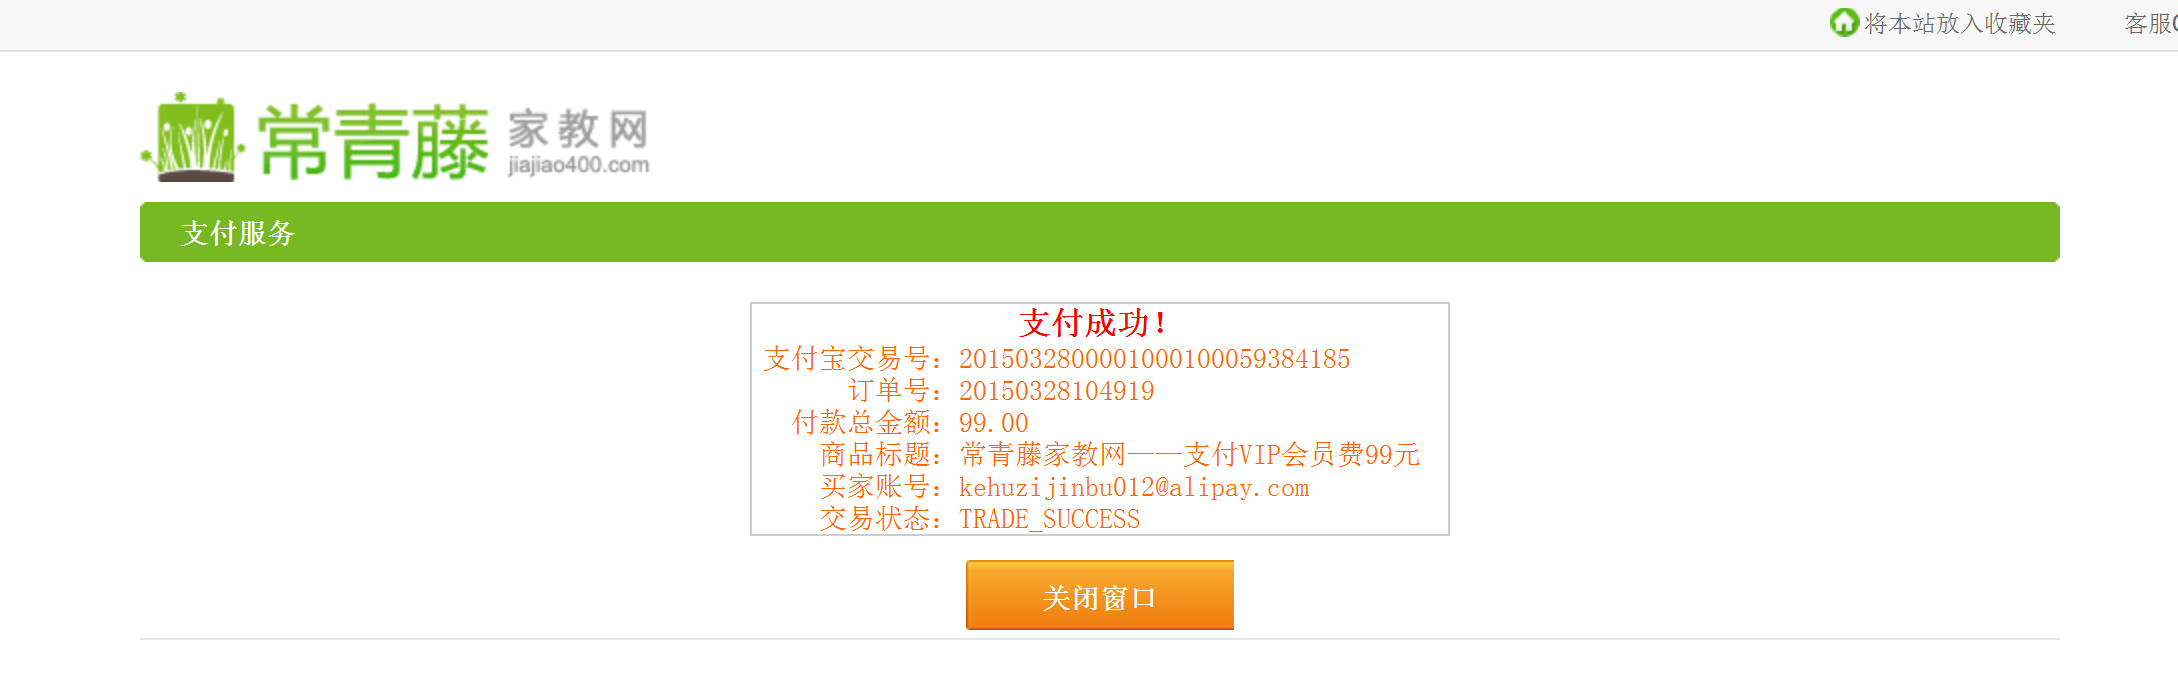 将本站放入收藏夹 客服
常青藤 家教网
jiajiao400.com
支付服务
支付成功！
支付宝交易号：2015032800001000100059384185
订单号：20150328104919
付款总金额：99.00
商品标题：常青藤家教网——支付VIP会员费99元
买家账号：kehuzijinbu012@alipay.com
交易状态：TRADE_SUCCESS
关闭窗口